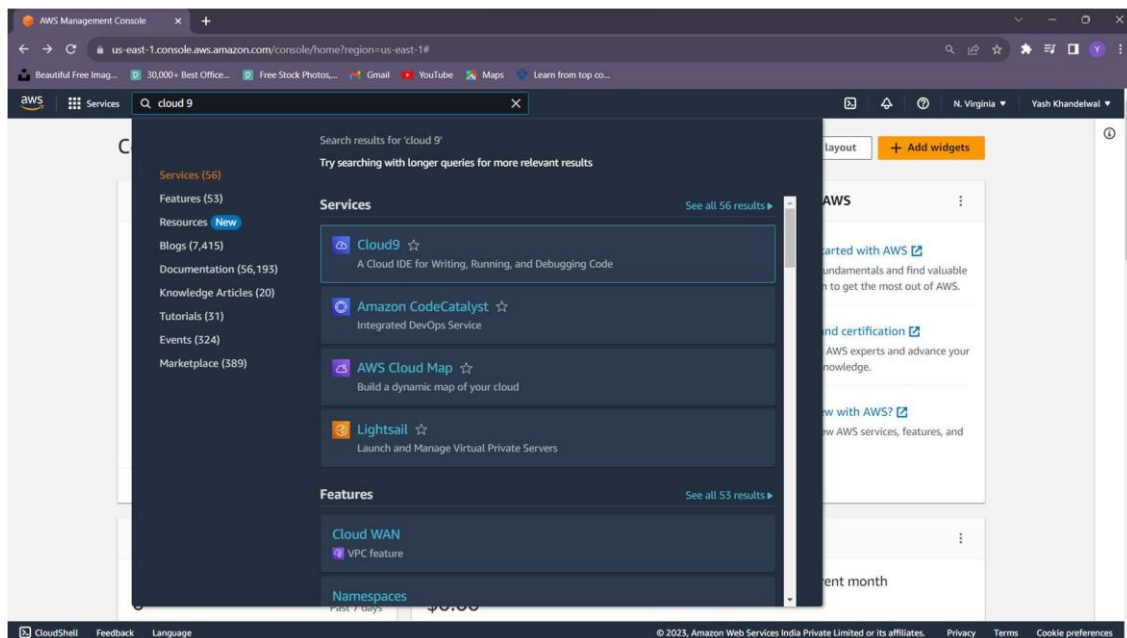 AWS Management Console
us-east-1.console.aws.amazon.com/console/home?region=us-east-1#
Beautiful Free Imag... 30,000+ Best Office... Free Stock Photos,... Gmail YouTube Maps Learn from top co...
aws Services cloud 9 N. Virginia Yash Khandelwal
C
layout + Add widgets
Search results for 'cloud 9'
Try searching with longer queries for more relevant results
Services (56)
Features (53)
Resources New
Blogs (7,415)
Documentation (56,193)
Knowledge Articles (20)
Tutorials (31)
Events (324)
Marketplace (389)
Services See all 56 results
Cloud9
A Cloud IDE for Writing, Running, and Debugging Code
Amazon CodeCatalyst
Integrated DevOps Service
AWS Cloud Map
Build a dynamic map of your cloud
Lightsail
Launch and Manage Virtual Private Servers
Features See all 53 results
Cloud WAN
VPC feature
Namespaces
AWS
arted with AWS
undamentals and find valuable
n to get the most out of AWS.
nd certification
AWS experts and advance your
nowledge.
ew with AWS?
ew AWS services, features, and
rent month
Past 7 days
CloudShell Feedback Language © 2023, Amazon Web Services India Private Limited or its affiliates. Privacy Terms Cookie preferences